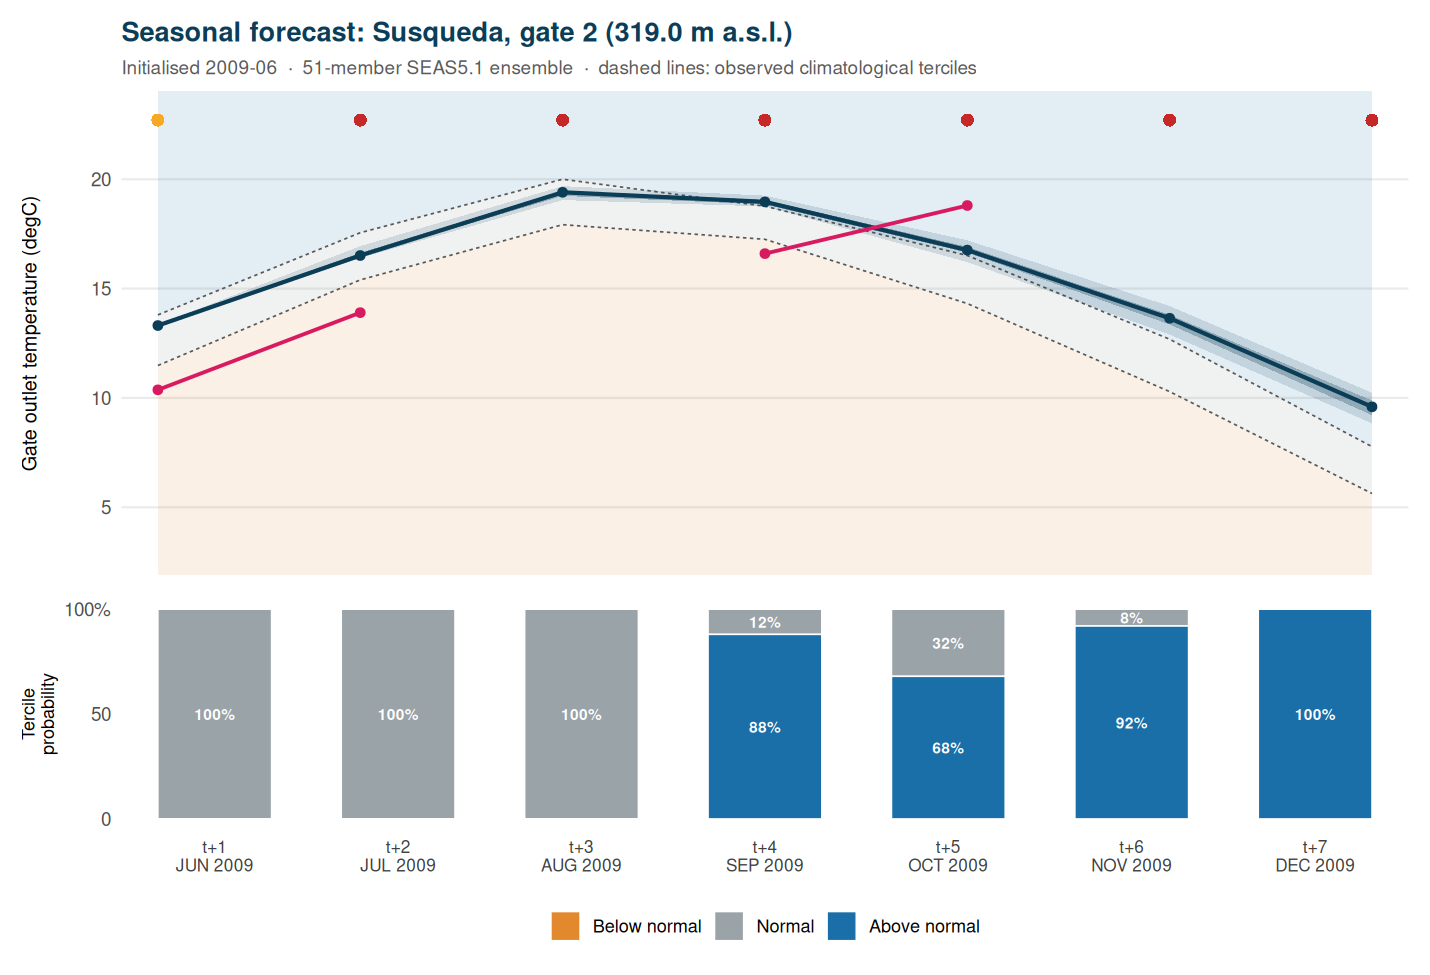 Seasonal forecast: Susqueda, gate 2 (319.0 m a.s.l.)
Initialised 2009-06 · 51-member SEAS5.1 ensemble · dashed lines: observed climatological terciles
Gate outlet temperature (degC)
20
15
10
5
Tercile
probability
100%
50
0
100%
100%
100%
12%
88%
32%
68%
8%
92%
100%
t+1
JUN 2009
t+2
JUL 2009
t+3
AUG 2009
t+4
SEP 2009
t+5
OCT 2009
t+6
NOV 2009
t+7
DEC 2009
Below normal
Normal
Above normal